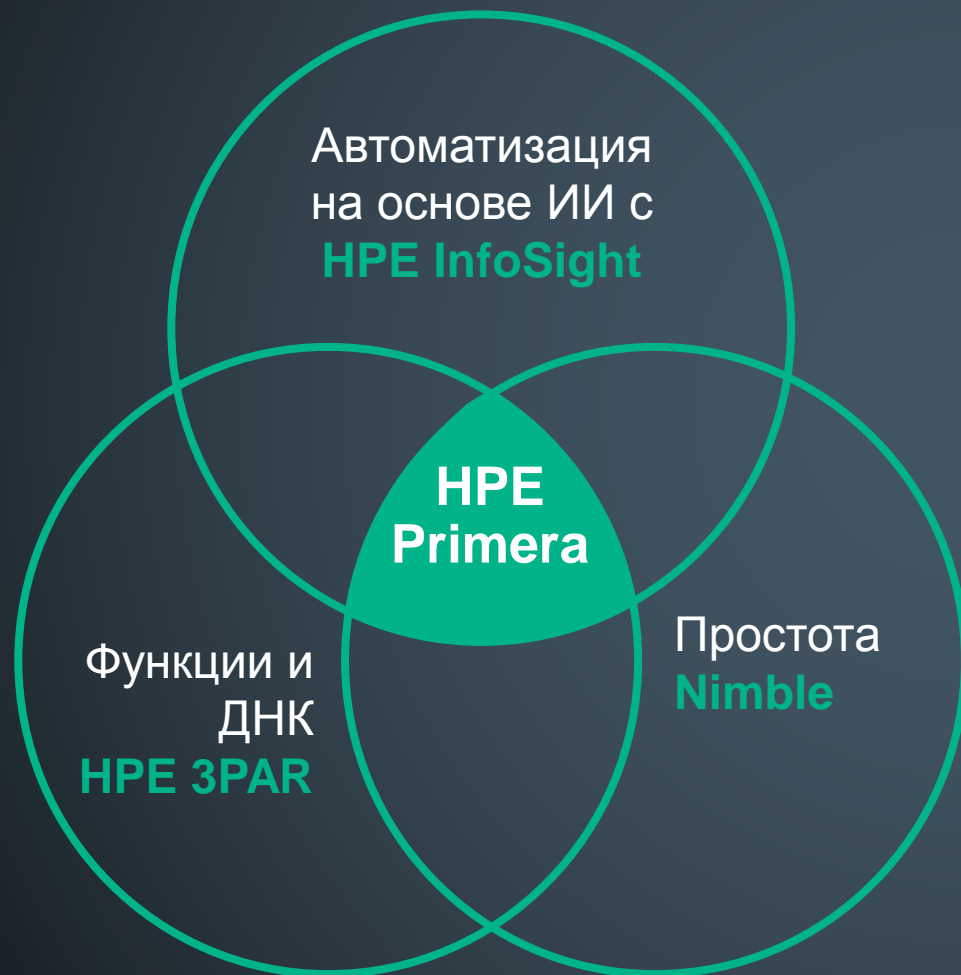 Автоматизация
на основе ИИ с
HPE InfoSight
HPE
Primera
Функции и
ДНК
HPE 3PAR
Простота
Nimble